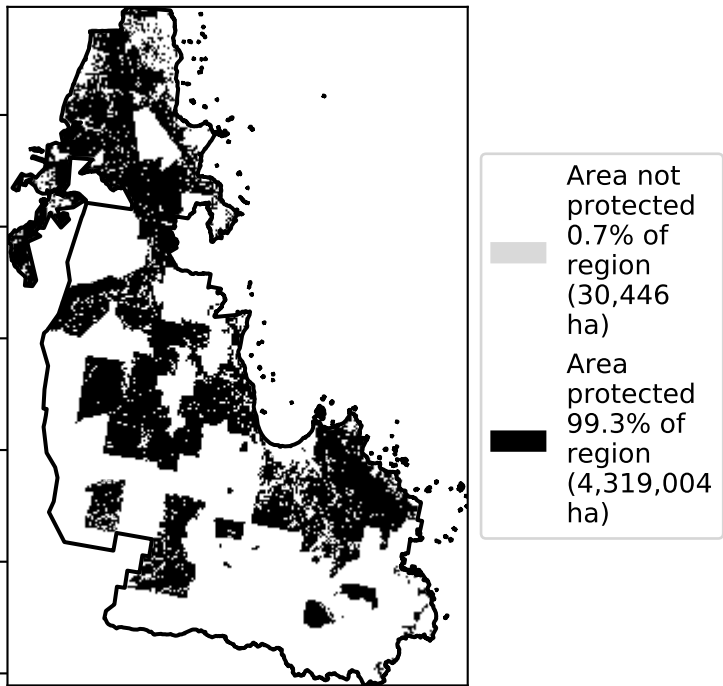 Area not
protected
0.7% of
region
(30,446
ha)
Area
protected
99.3% of
region
(4,319,004
ha)